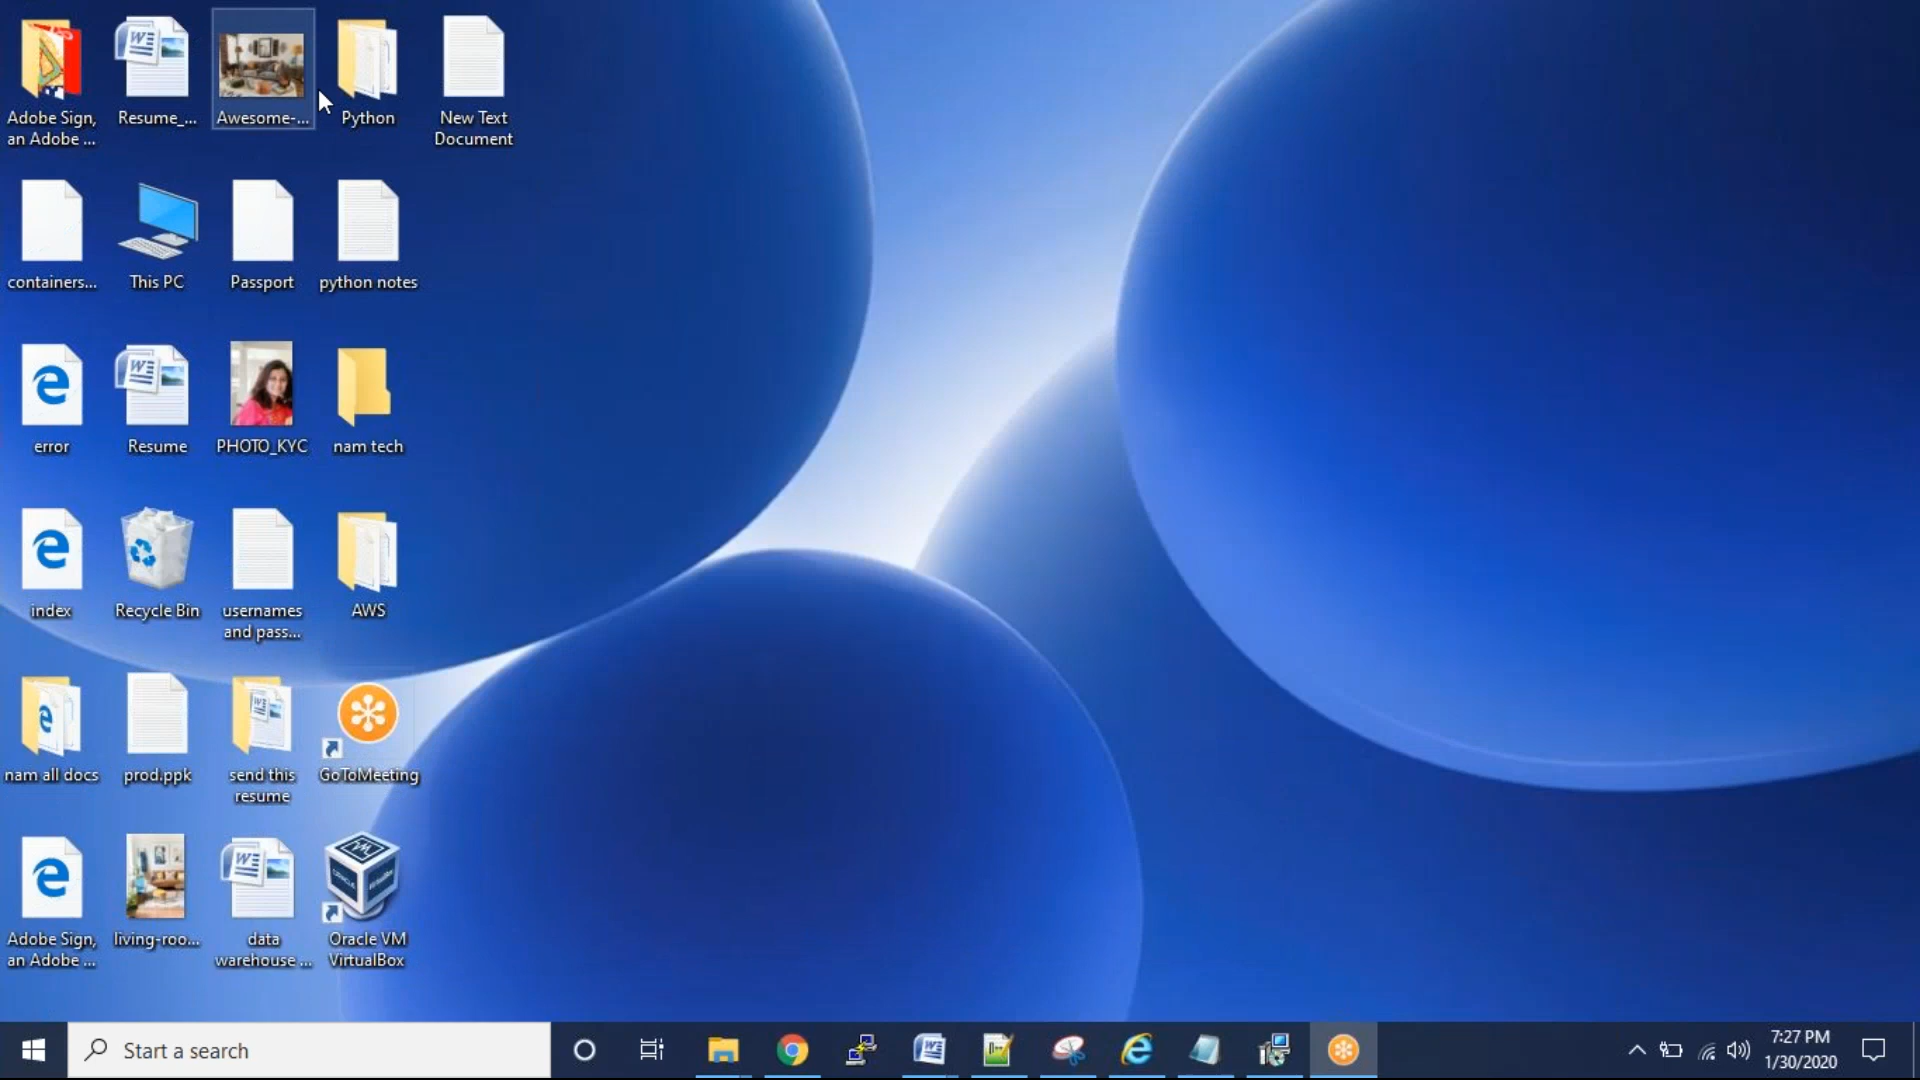 Adobe Sign,
an Adobe ...
Resume_...
Awesome-...
Python
New Text
Document
containers...
This PC
Passport
python notes
error
Resume
PHOTO_KYC
nam tech
index
Recycle Bin
usernames
and pass...
AWS
nam all docs
prod.ppk
send this
resume
GoToMeeting
Adobe Sign,
an Adobe ...
living-roo...
data
warehouse ...
Oracle VM
VirtualBox
Start a search
7:27 PM
1/30/2020